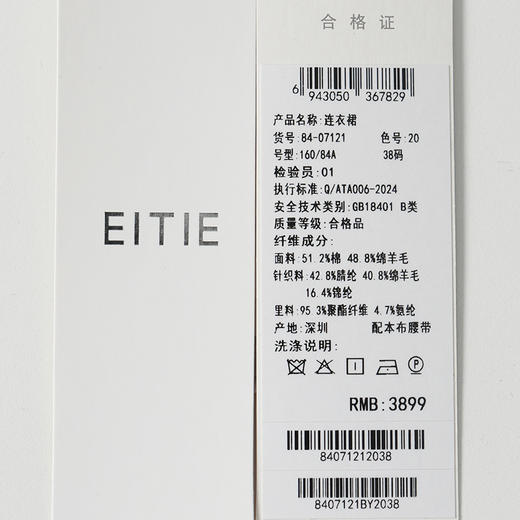 EITIE
合格证
6 943050 367829
产品名称:连衣裙
货号:84-07121 色号:20
号型:160/84A 38码
检验员:01
执行标准:Q/ATA006-2024
安全技术类别:GB18401 B类
质量等级:合格品
纤维成分:
面料:51.2%棉 48.8%绵羊毛
针织料:42.8%腈纶 40.8%绵羊毛
16.4%锦纶
里料:95.3%聚酯纤维 4.7%氨纶
产地:深圳 配本布腰带
洗涤说明:
RMB:3899
84071212038
8407121BY2038